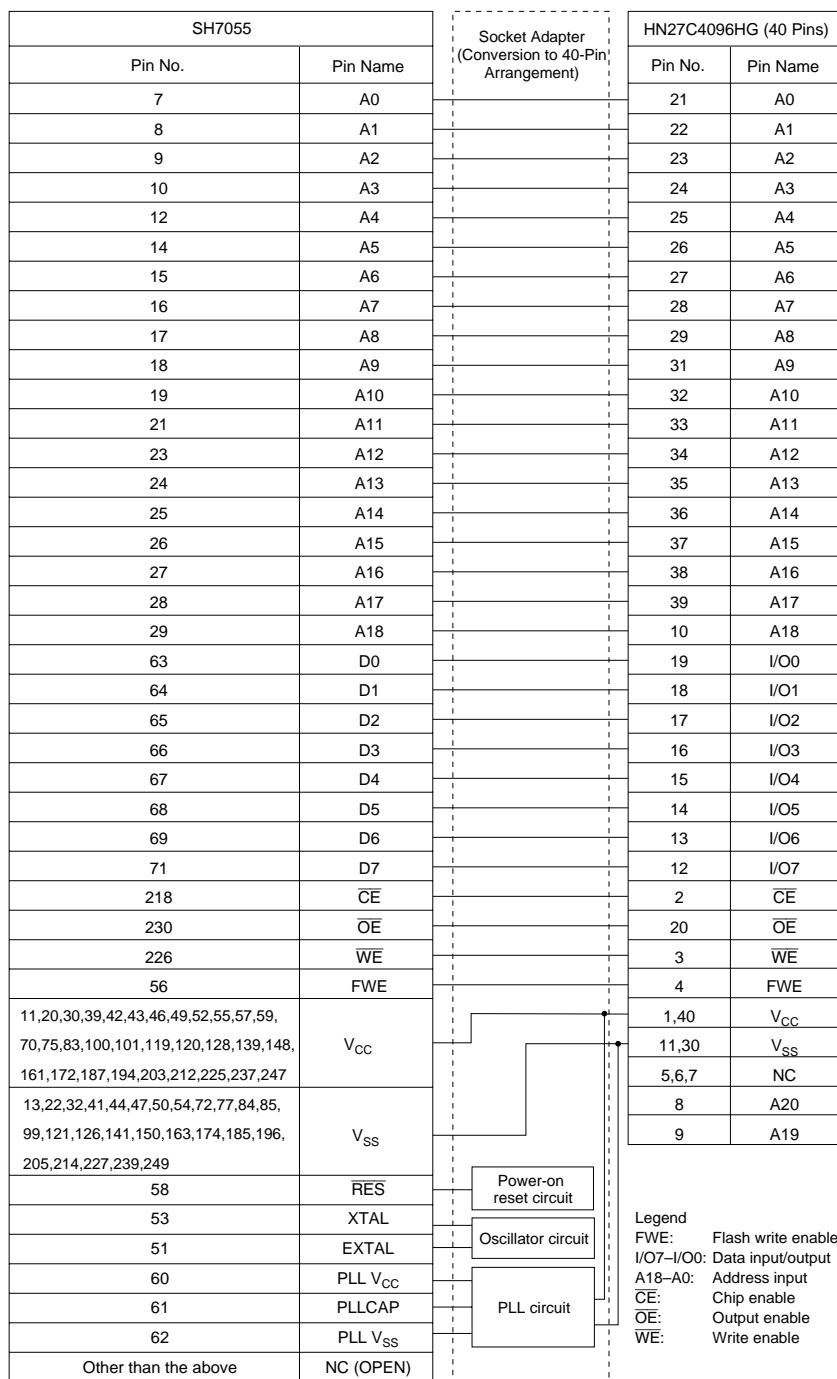 SH7055
Socket Adapter
(Conversion to 40-Pin
Arrangement)
HN27C4096HG (40 Pins)
Pin No. Pin Name Pin No. Pin Name
7 A0 21 A0
8 A1 22 A1
9 A2 23 A2
10 A3 24 A3
12 A4 25 A4
14 A5 26 A5
15 A6 27 A6
16 A7 28 A7
17 A8 29 A8
18 A9 31 A9
19 A10 32 A10
21 A11 33 A11
23 A12 34 A12
24 A13 35 A13
25 A14 36 A14
26 A15 37 A15
27 A16 38 A16
28 A17 39 A17
29 A18 10 A18
63 D0 19 I/O0
64 D1 18 I/O1
65 D2 17 I/O2
66 D3 16 I/O3
67 D4 15 I/O4
68 D5 14 I/O5
69 D6 13 I/O6
71 D7 12 I/O7
218 C̅E̅ 2 C̅E̅
230 O̅E̅ 20 O̅E̅
226 W̅E̅ 3 W̅E̅
56 FWE 4 FWE
11,20,30,39,42,43,46,49,52,55,57,59,
70,75,83,100,101,119,120,128,139,148,
161,172,187,194,203,212,225,237,247
VCC
1,40 VCC
11,30 VSS
5,6,7 NC
13,22,32,41,44,47,50,54,72,77,84,85,
99,121,126,141,150,163,174,185,196,
205,214,227,239,249
VSS
8 A20
9 A19
58 R̅E̅S̅
Power-on
reset circuit
53 XTAL
Oscillator circuit
51 EXTAL
60 PLL VCC
61 PLLCAP
PLL circuit
62 PLL VSS
Other than the above NC (OPEN)
Legend
FWE: Flash write enable
I/O7–I/O0: Data input/output
A18–A0: Address input
C̅E̅: Chip enable
O̅E̅: Output enable
W̅E̅: Write enable